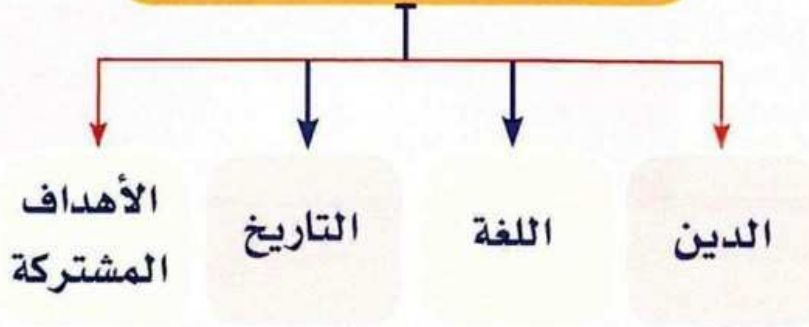 الدين
اللغة
التاريخ
الأهداف
المشتركة